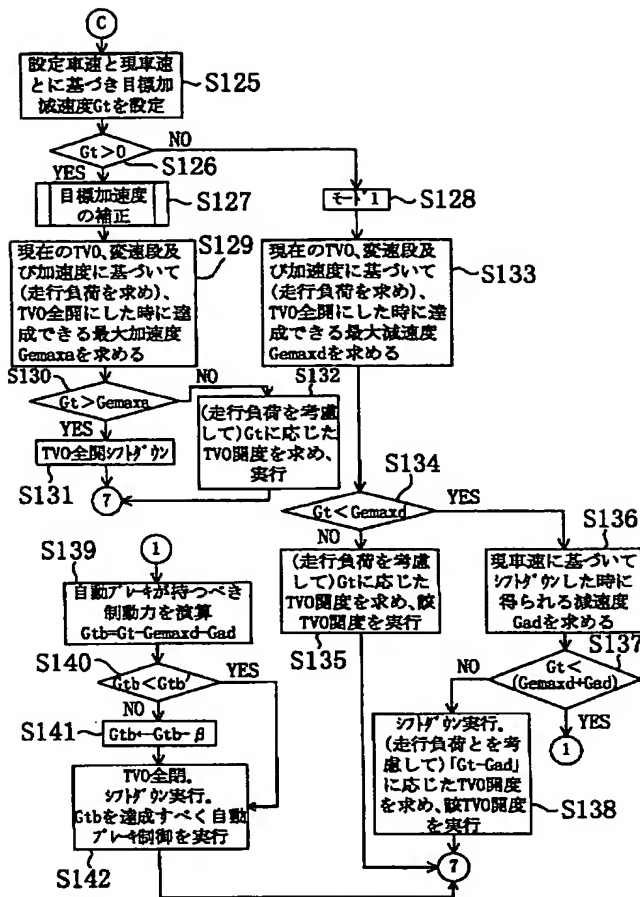 C
設定車速と現車速
とに基づき目標加
減速度Gtを設定
S125
Gt>0
NO
S126
YES
目標加速度
の補正
S127
モード1
S128
S129
現在のTVO、変速段及
び加速度に基づいて
(走行負荷を求め)、
TVO全開にした時に達
成できる最大加速度
Gemaxaを求める
S133
現在のTVO、変速段及
び加速度に基づいて
(走行負荷を求め)、
TVO全開にした時に達
成できる最大減速度
Gemaxdを求める
S130
Gt>Gemaxa
NO
S132
(走行負荷を考慮
して)Gtに応じた
TVO開度を求め、
実行
YES
TVO全開シフトダウン
S131
7
S134
Gt<Gemaxd
YES
NO
S136
(走行負荷を考慮
して)Gtに応じた
TVO開度を求め、該
TVO開度を実行
S135
現車速に基づいて
シフトダウンした時に
得られる減速度
Gadを求める
S137
Gt<
(Gemaxd+Gad)
NO
YES
1
シフトダウン実行。
(走行負荷とを考
慮して)「Gt-Gad」
に応じたTVO開度
を求め、該TVO開度
を実行
S138
7
1
S139
自動ブレーキが持つべき
制動力を演算
Gtb=Gt-Gemaxd-Gad
S140
Gtb<Gtb'
YES
NO
S141
Gtb←Gtb-β
TVO全閉。
シフトダウン実行。
Gtbを達成すべく自動
ブレーキ制御を実行
S142